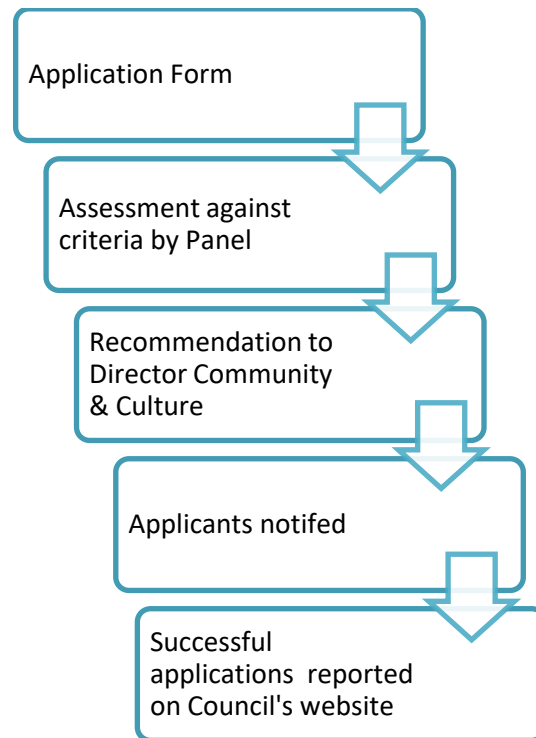 Application Form
Assessment against
criteria by Panel
Recommendation to
Director Community
& Culture
Applicants notifed
Successful
applications  reported
on Council's website